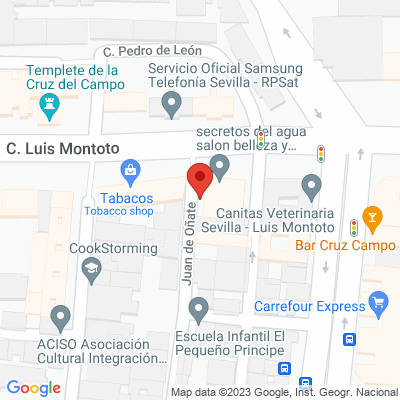 C. Pedro de León
Templete de la
Cruz del Campo
Servicio Oficial Samsung
Telefonía Sevilla - RPSat
secretos del agua
salon belleza y...
C. Luis Montoto
Tabacos
Tobacco shop
Canitas Veterinaria
Sevilla - Luis Montoto
Bar Cruz Campo
Juan de Oñate
CookStorming
Carrefour Express
ACISO Asociación
Cultural Integración...
Escuela Infantil El
Pequeño Principe
Google
Map data ©2023 Google, Inst. Geogr. Nacional